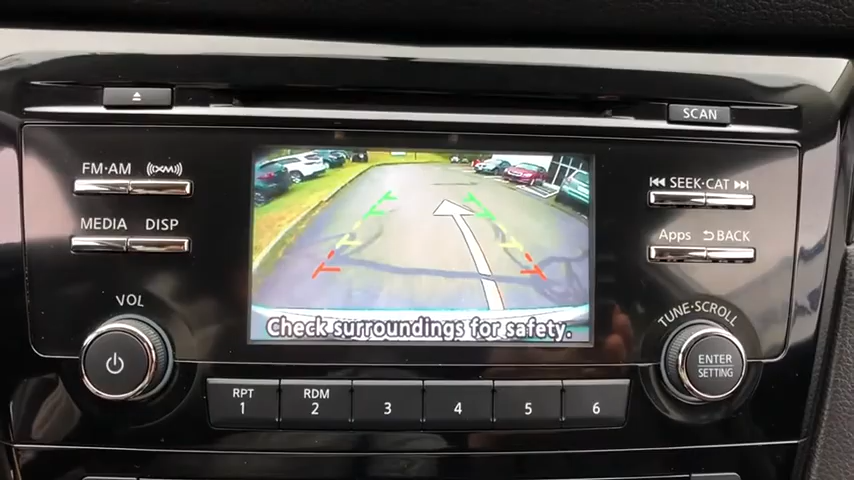 SCAN
FM·AM (XM)
SEEK·CAT
MEDIA DISP
Apps BACK
VOL
TUNE·SCROLL
Check surroundings for safety.
ENTER
SETTING
RPT RDM
1 2 3 4 5 6